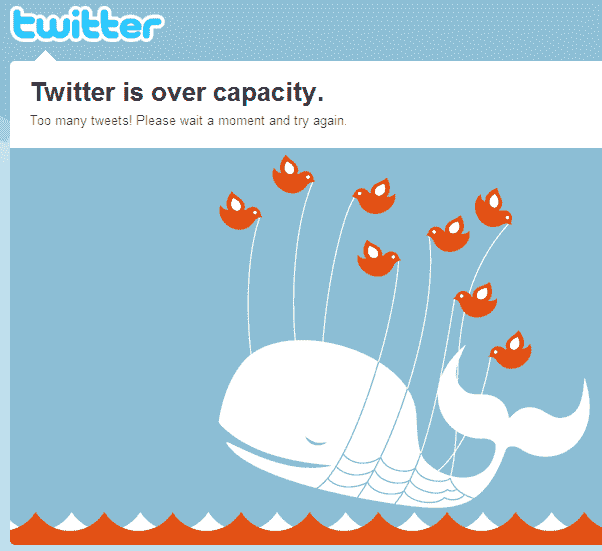 twitter
Twitter is over capacity.
Too many tweets! Please wait a moment and try again.